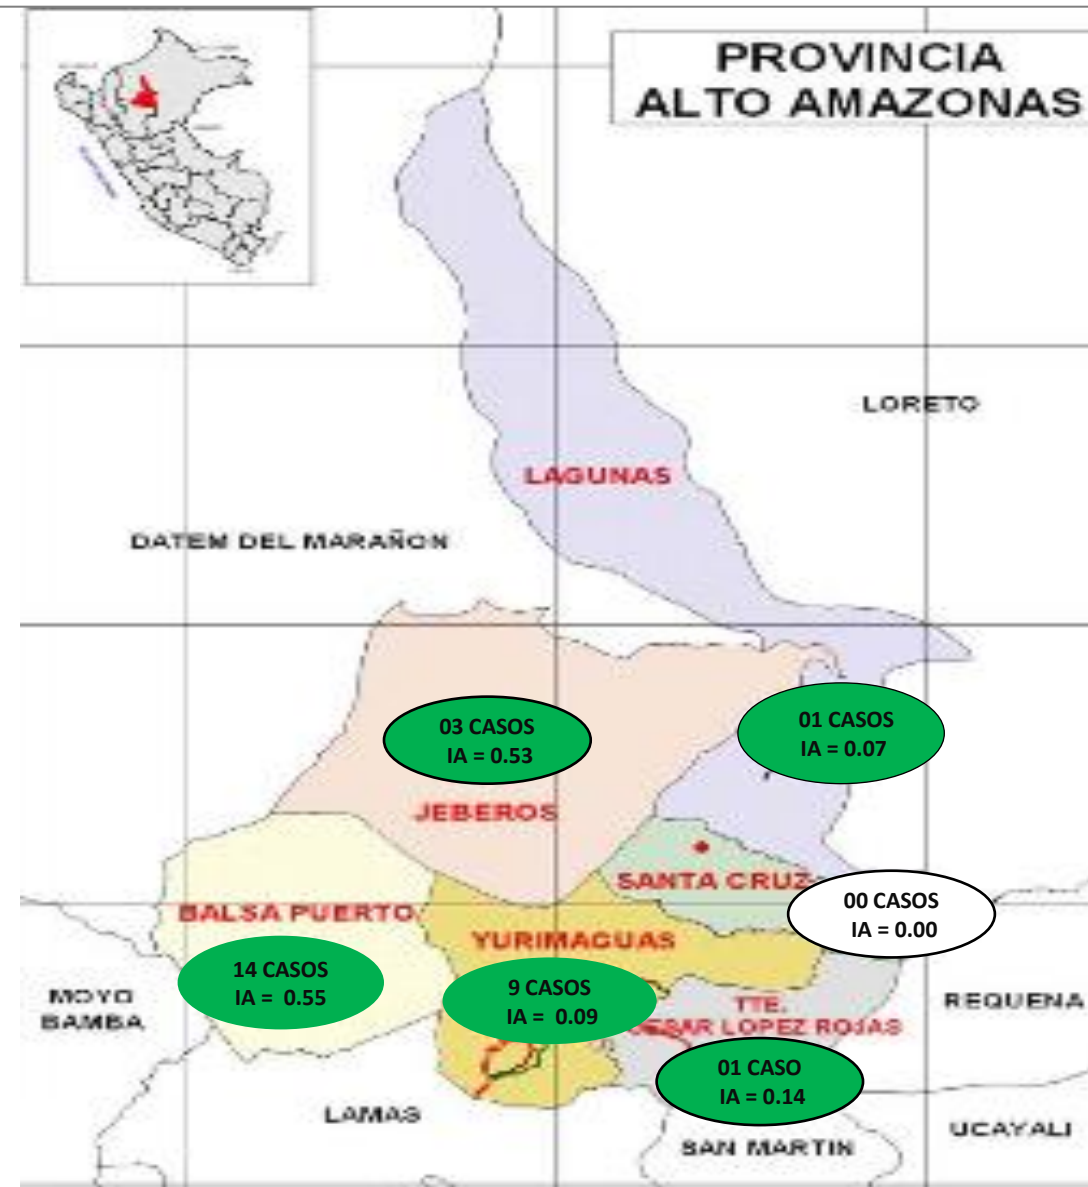 PROVINCIA
ALTO AMAZONAS
LORETO
LAGUNAS
DATEM DEL MARAÑON
03 CASOS
IA = 0.53
01 CASOS
IA = 0.07
JEBEROS
SANTA CRUZ
00 CASOS
IA = 0.00
BALSA PUERTO
YURIMAGUAS
14 CASOS
IA = 0.55
9 CASOS
IA = 0.09
MOYO
BAMBA
TTE.
ESAR LOPEZ ROJAS
REQUENA
01 CASO
IA = 0.14
LAMAS
SAN MARTIN
UCAYALI